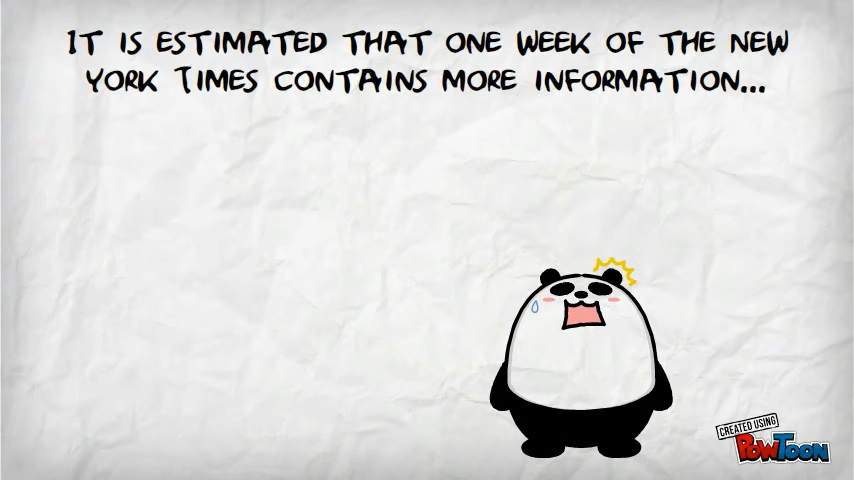 It is estimated that one week of the New
York Times contains more information...
CREATED USING
PowToon